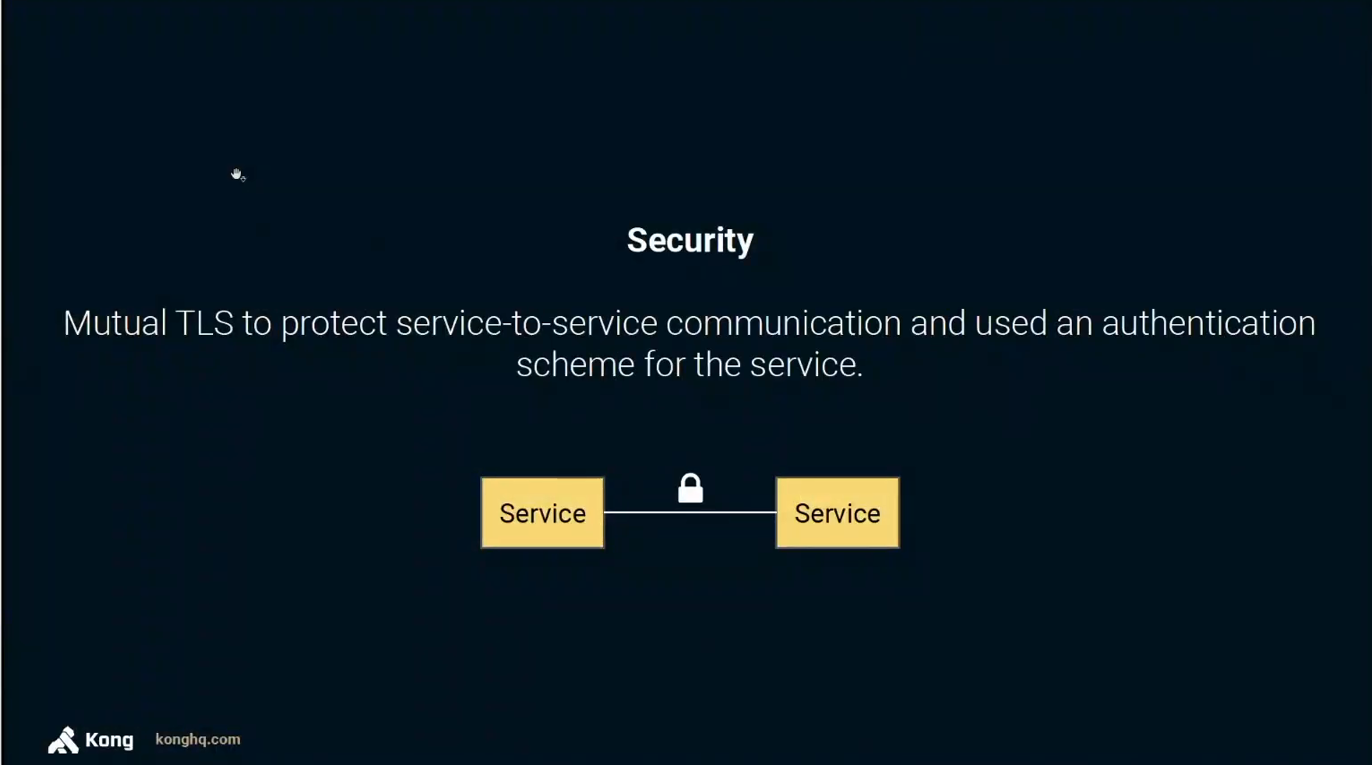 Security
Mutual TLS to protect service-to-service communication and used an authentication
scheme for the service.
Service
Service
Kong
konghq.com